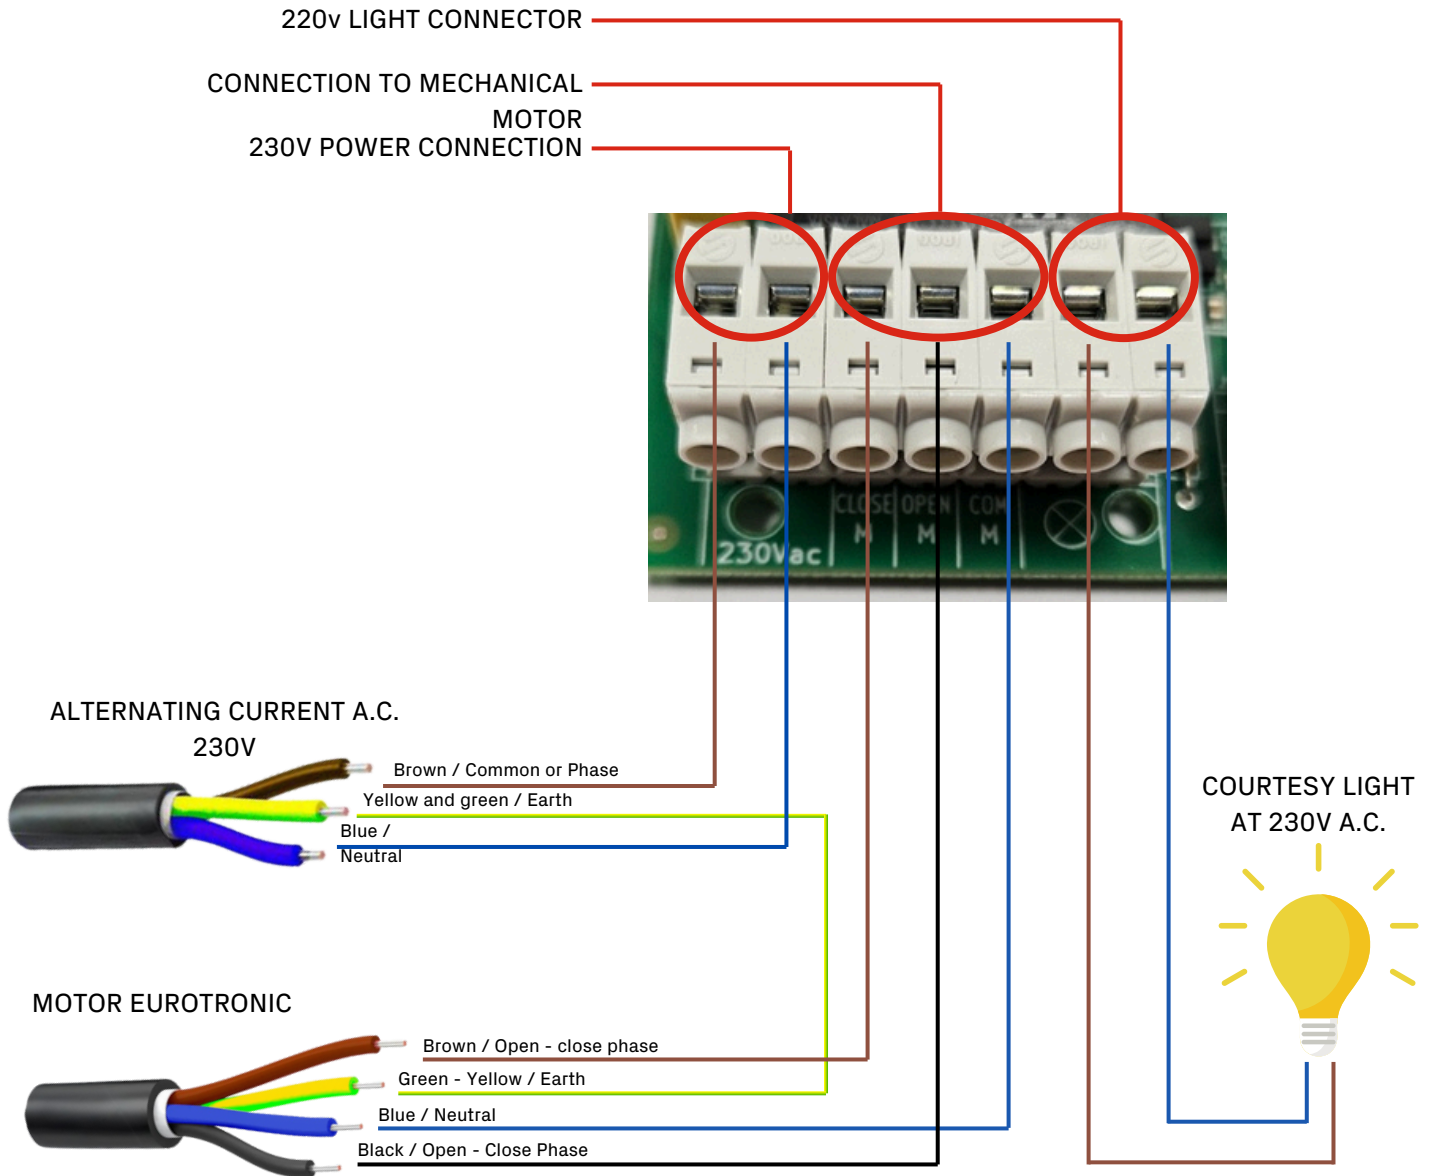 220v LIGHT CONNECTOR
CONNECTION TO MECHANICAL
MOTOR
230V POWER CONNECTION
CLOSE OPEN COM
M M M
230Vac
ALTERNATING CURRENT A.C.
230V
Brown / Common or Phase
Yellow and green / Earth
Blue /
Neutral
COURTESY LIGHT
AT 230V A.C.
MOTOR EUROTRONIC
Brown / Open - close phase
Green - Yellow / Earth
Blue / Neutral
Black / Open - Close Phase